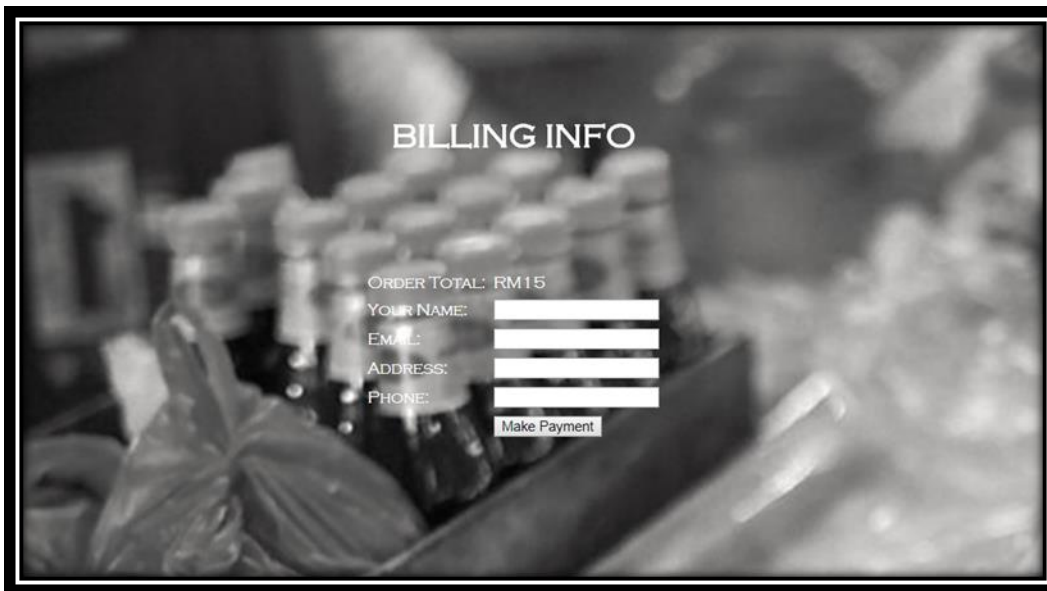 BILLING INFO
ORDER TOTAL: RM15
YOUR NAME:
EMAIL:
ADDRESS:
PHONE:
Make Payment